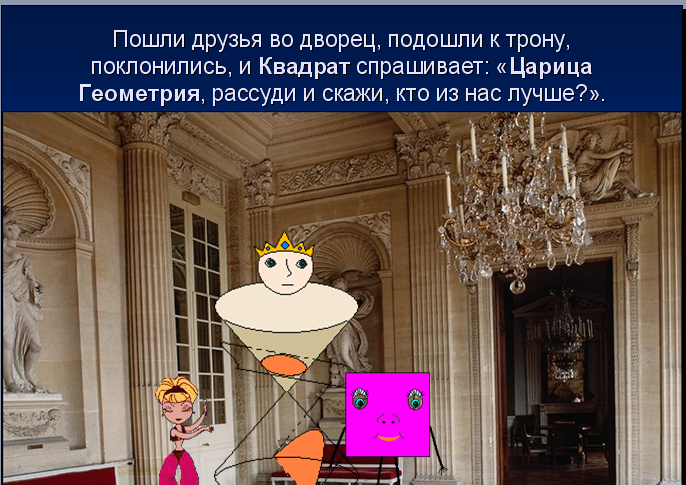 Пошли друзья во дворец, подошли к трону,
поклонились, и Квадрат спрашивает: «Царица
Геометрия, рассуди и скажи, кто из нас лучше?».